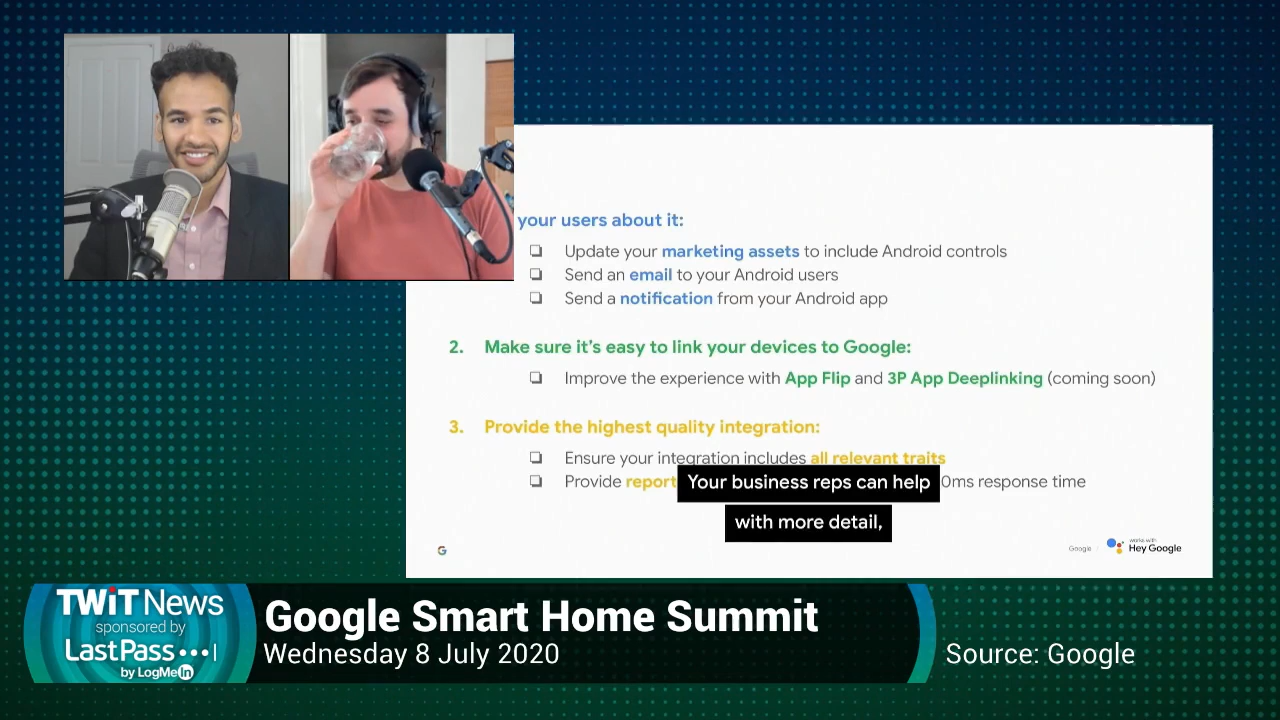 your users about it:
❏ Update your marketing assets to include Android controls
❏ Send an email to your Android users
❏ Send a notification from your Android app
2. Make sure it's easy to link your devices to Google:
❏ Improve the experience with App Flip and 3P App Deeplinking (coming soon)
3. Provide the highest quality integration:
❏ Ensure your integration includes all relevant traits
❏ Provide report 0ms response time
Your business reps can help
with more detail,
G
Google / works with
Hey Google
TWiT News
sponsored by
LastPass•••|
by LogMeIn
Google Smart Home Summit
Wednesday 8 July 2020
Source: Google